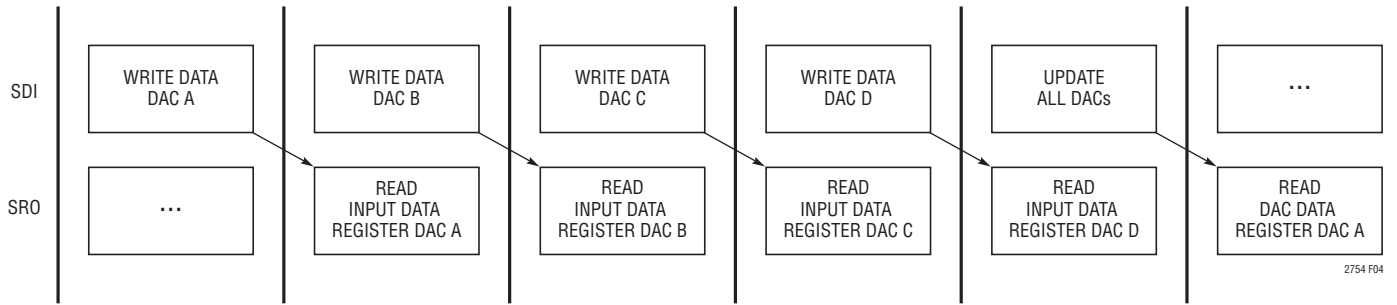 SDI
WRITE DATA
DAC A
WRITE DATA
DAC B
WRITE DATA
DAC C
WRITE DATA
DAC D
UPDATE
ALL DACs
...
SRO
...
READ
INPUT DATA
REGISTER DAC A
READ
INPUT DATA
REGISTER DAC B
READ
INPUT DATA
REGISTER DAC C
READ
INPUT DATA
REGISTER DAC D
READ
DAC DATA
REGISTER DAC A
2754 F04